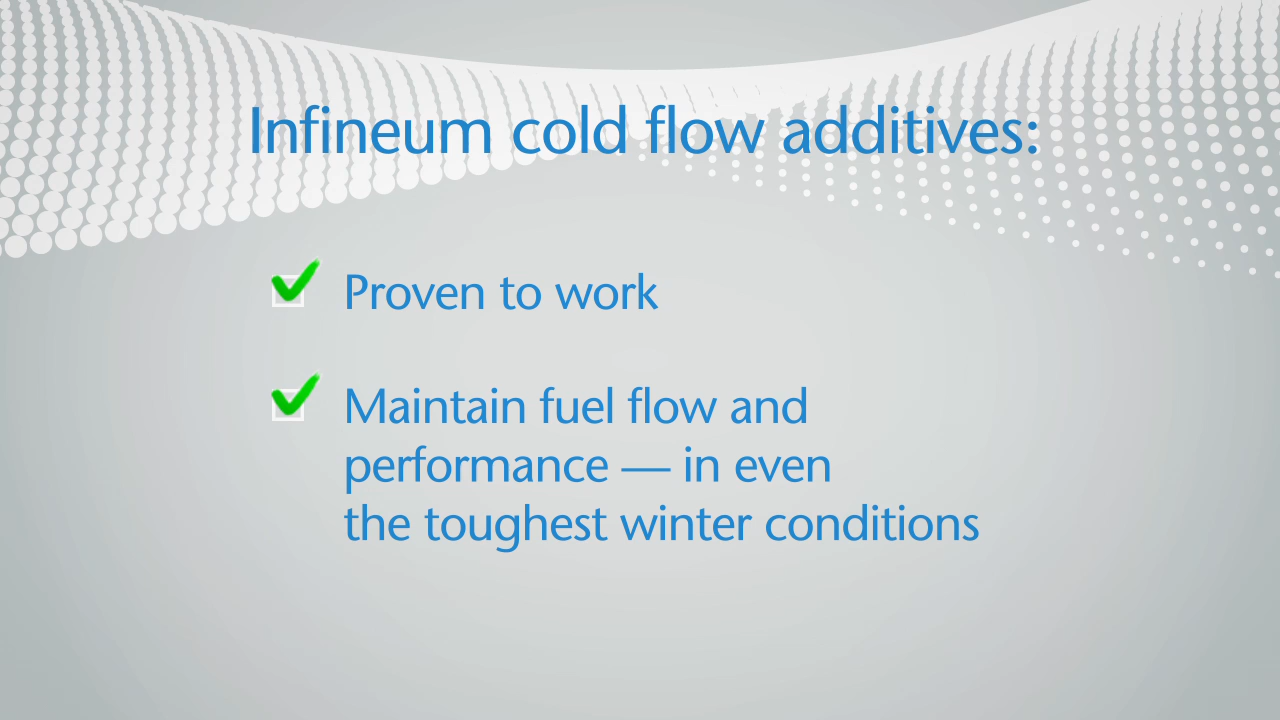 Infineum cold flow additives:
Proven to work
Maintain fuel flow and
performance — in even
the toughest winter conditions